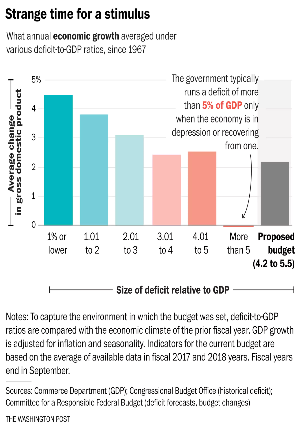 Strange time for a stimulus
What annual economic growth averaged under
various deficit-to-GDP ratios, since 1967
Average change
in gross domestic product
5%
4
3
2
1
0
The government typically
runs a deficit of more
than 5% of GDP only
when the economy is in
depression or recovering
from one.
1% or
lower
1.01
to 2
2.01
to 3
3.01
to 4
4.01
to 5
More
than 5
Proposed
budget
(4.2 to 5.5)
Size of deficit relative to GDP
Notes: To capture the environment in which the budget was set, deficit-to-GDP
ratios are compared with the economic climate of the prior fiscal year. GDP growth
is adjusted for inflation and seasonality. Indicators for the current budget are
based on the average of available data in fiscal 2017 and 2018 years. Fiscal years
end in September.
Sources: Commerce Department (GDP); Congressional Budget Office (historical deficit);
Committee for a Responsible Federal Budget (deficit forecasts, budget changes)
THE WASHINGTON POST